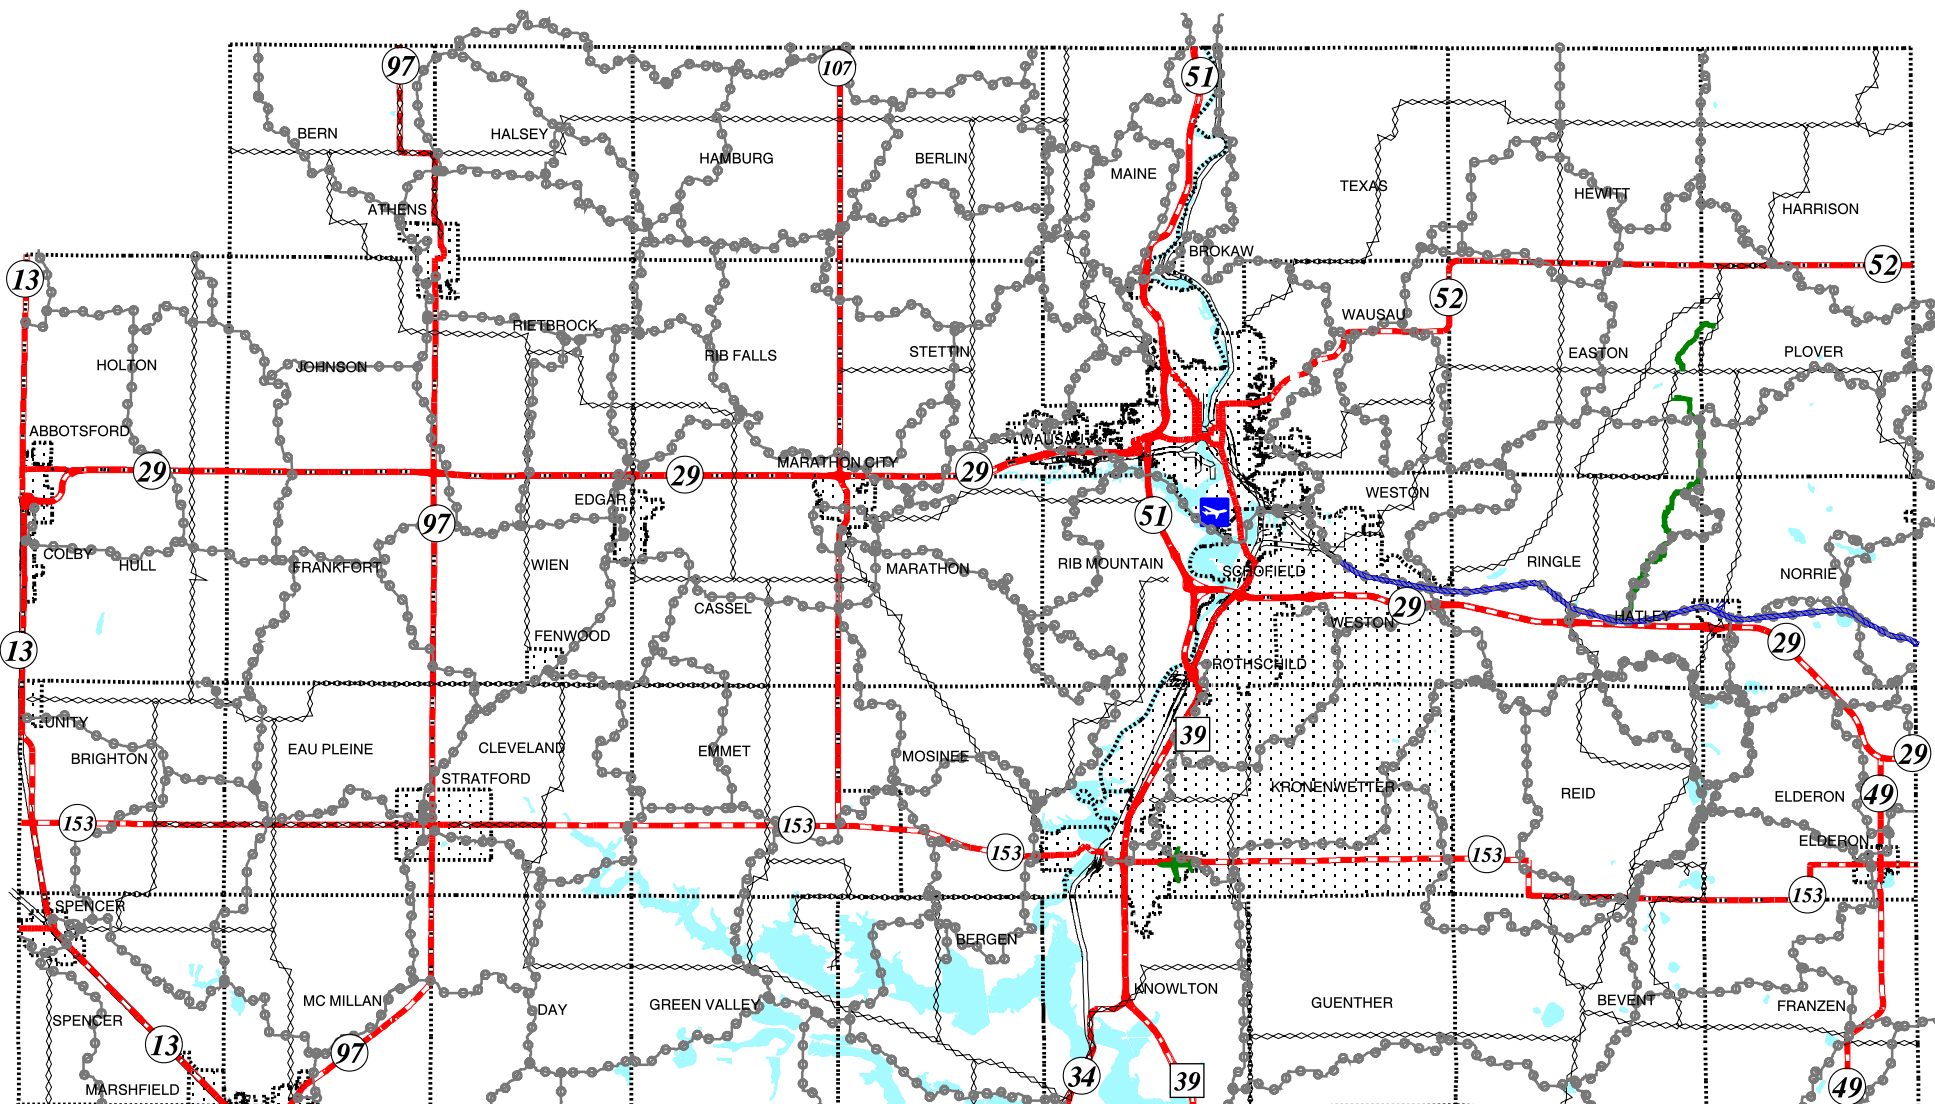 97
107
51
BERN
HALSEY
HAMBURG
BERLIN
MAINE
TEXAS
HEWITT
HARRISON
ATHENS
BROKAW
13
52
52
RIETBROCK
WAUSAU
HOLTON
JOHNSON
RIB FALLS
STETTIN
EASTON
PLOVER
ABBOTSFORD
WAUSAU
29
29
MARATHON CITY
29
EDGAR
WESTON
97
51
COLBY
HULL
FRANKFORT
WIEN
MARATHON
RIB MOUNTAIN
SCHOFIELD
RINGLE
NORRIE
CASSEL
29
HATLEY
WESTON
FENWOOD
13
29
ROTHSCHILD
UNITY
BRIGHTON
EAU PLEINE
CLEVELAND
EMMET
MOSINEE
39
29
STRATFORD
KRONENWETTER
REID
ELDERON
49
153
153
153
153
ELDERON
153
SPENCER
BERGEN
MC MILLAN
DAY
GREEN VALLEY
KNOWLTON
GUENTHER
BEVENT
FRANZEN
SPENCER
13
97
34
39
49
MARSHFIELD